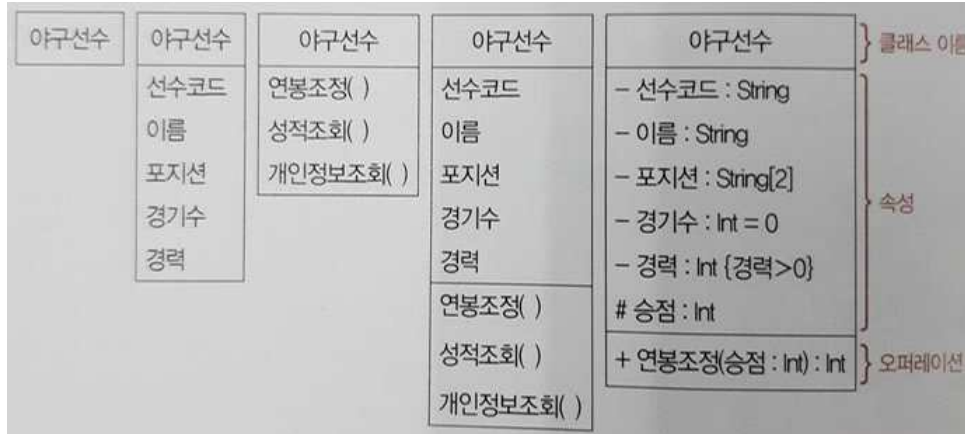 야구선수
야구선수
선수코드
이름
포지션
경기수
경력
야구선수
연봉조정( )
성적조회( )
개인정보조회( )
야구선수
선수코드
이름
포지션
경기수
경력
연봉조정( )
성적조회( )
개인정보조회( )
야구선수
– 선수코드 : String
– 이름 : String
– 포지션 : String[2]
– 경기수 : Int = 0
– 경력 : Int {경력>0}
# 승점 : Int
+ 연봉조정(승점 : Int) : Int
클래스 이름
속성
오퍼레이션